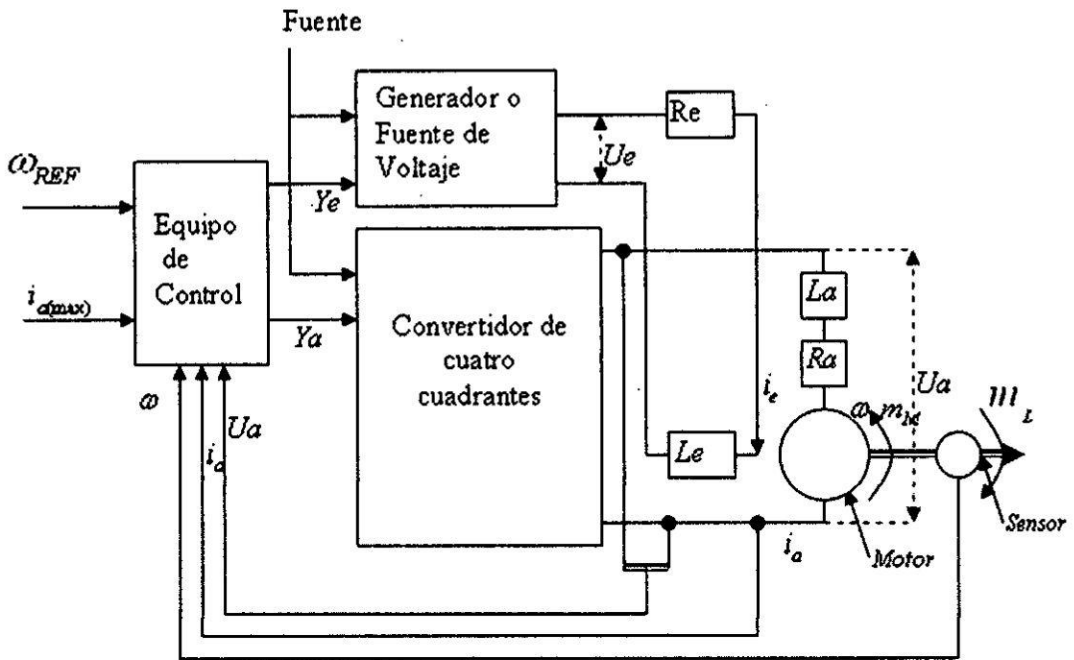 Fuente
Generador o
Fuente de
Voltaje
Re
Ue
ω_REF
Equipo
de
Control
Ye
i_a(max)
Ya
Convertidor de
cuatro
cuadrantes
La
Ra
i_e
Ua
ω
m_M
m_L
Le
ω
i_a
Ua
i_a
Motor
Sensor